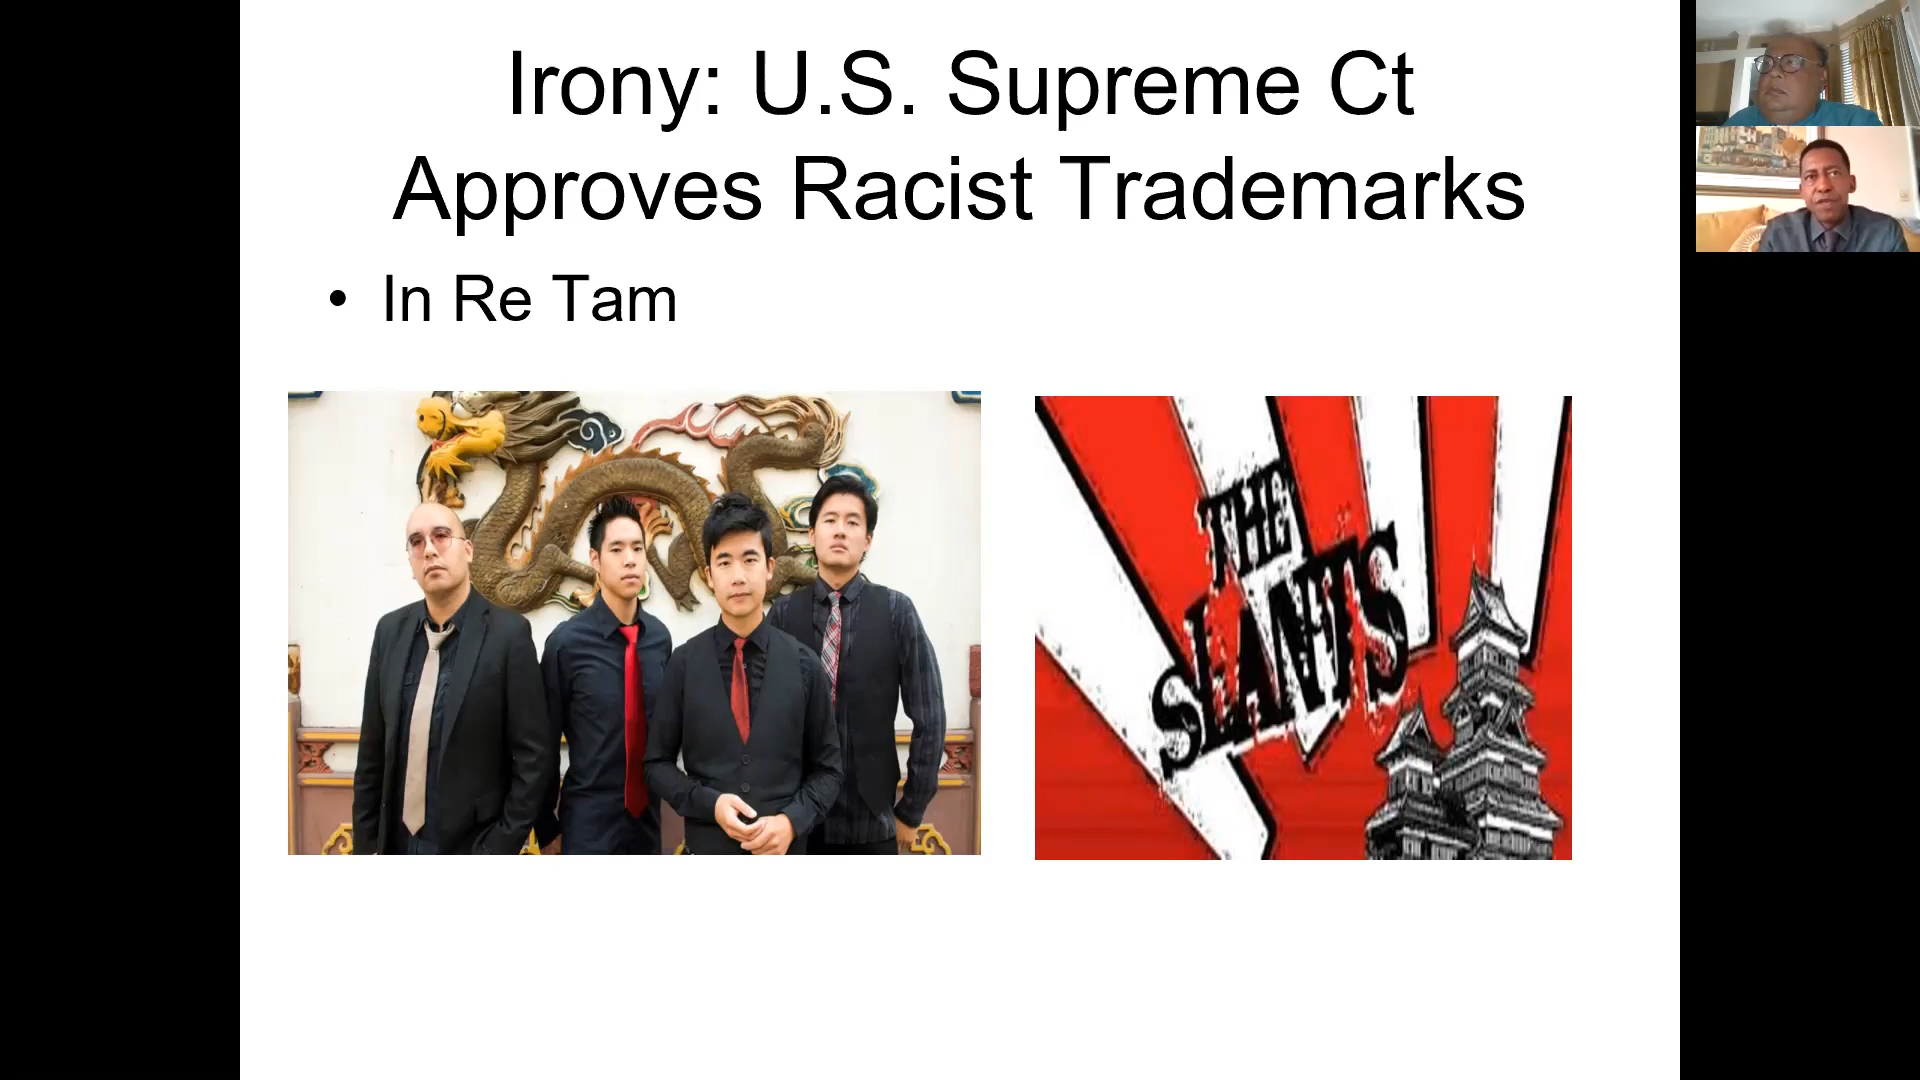 Irony: U.S. Supreme Ct
Approves Racist Trademarks
• In Re Tam
THE
SLANTS